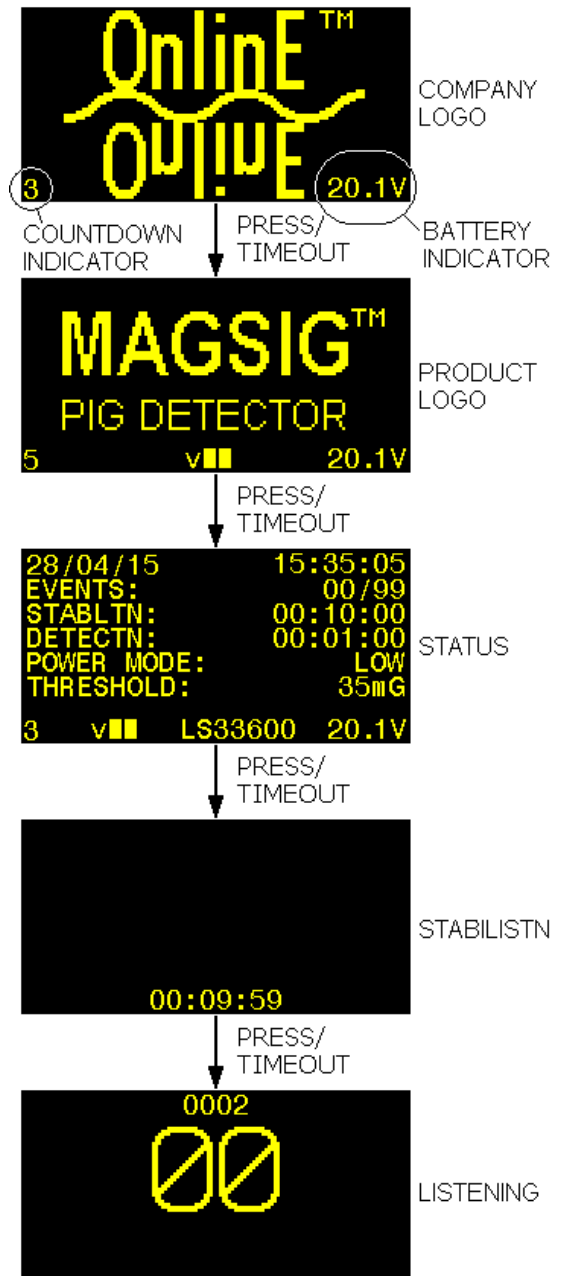 OnlinE™
COMPANY
LOGO
OnlinE
3
20.1V
COUNTDOWN
INDICATOR
PRESS/
TIMEOUT
BATTERY
INDICATOR
MAGSIG™
PIG DETECTOR
PRODUCT
LOGO
5 v██ 20.1V
PRESS/
TIMEOUT
28/04/15 15:35:05
EVENTS: 00/99
STABLTN: 00:10:00
DETECTN: 00:01:00
POWER MODE: LOW
THRESHOLD: 35mG
STATUS
3 v██ LS33600 20.1V
PRESS/
TIMEOUT
STABILISTN
00:09:59
PRESS/
TIMEOUT
0002
00
LISTENING